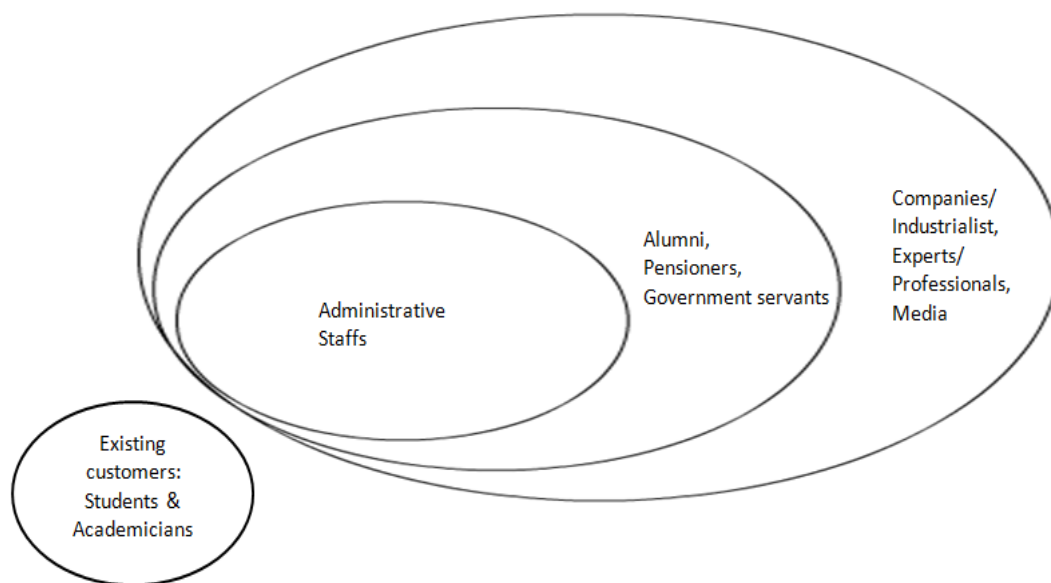 Companies/
Industrialist,
Experts/
Professionals,
Media
Alumni,
Pensioners,
Government servants
Administrative
Staffs
Existing
customers:
Students &
Academicians